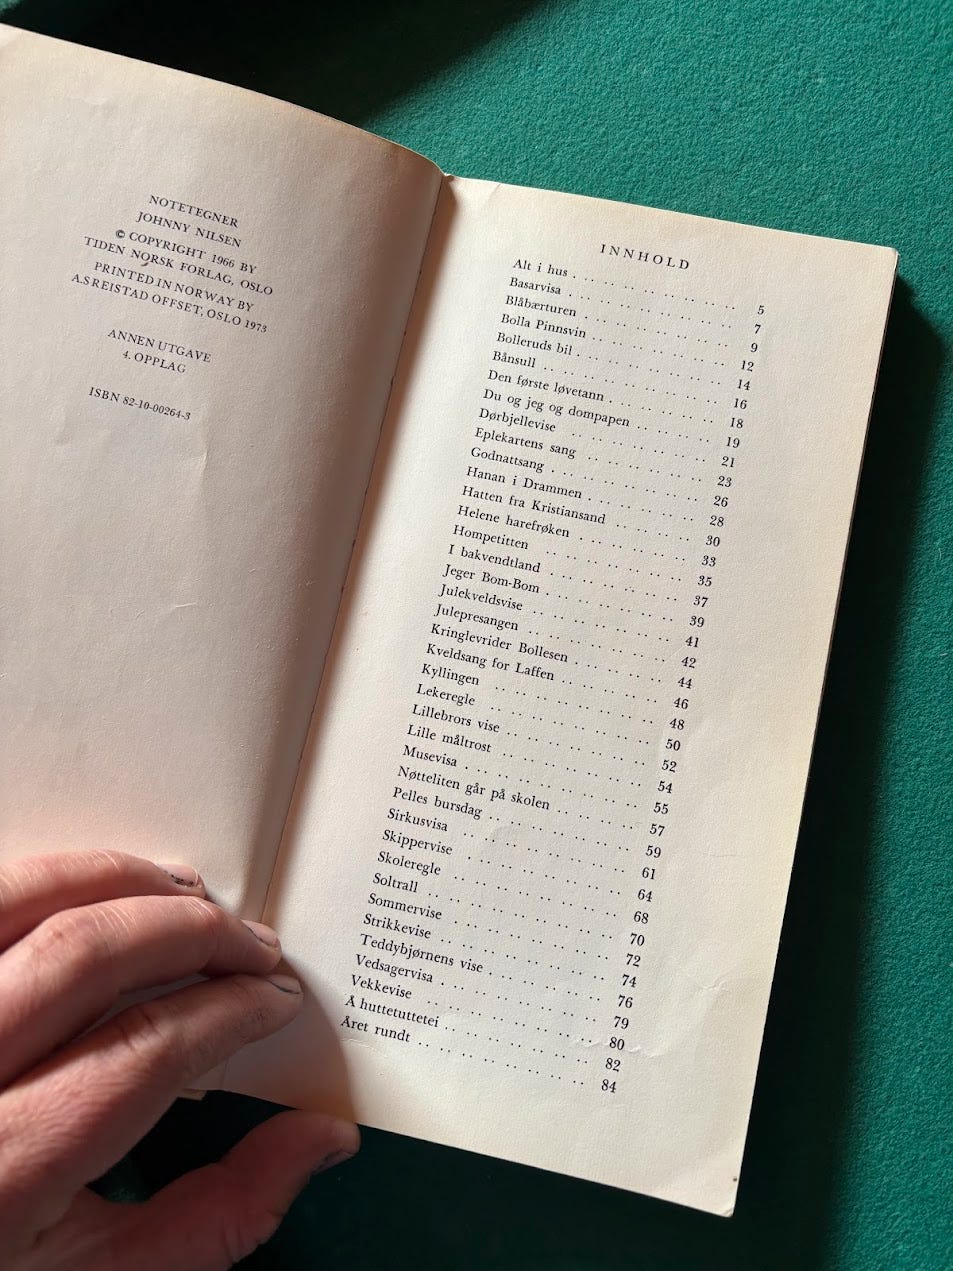 NOTETEGNER
JOHNNY NILSEN
© COPYRIGHT 1966 BY
TIDEN NORSK FORLAG, OSLO
PRINTED IN NORWAY BY
A.S REISTAD OFFSET, OSLO 1973
ANNEN UTGAVE
4. OPPLAG
ISBN 82-10-00264-3
INNHOLD
Alt i hus . .. .. .. .. .. .. .. 5
Basarvisa .. .. .. .. .. .. .. 7
Blåbærturen .. .. .. .. .. .. 9
Bolla Pinnsvin .. .. .. .. .. .. 12
Bolleruds bil . .. .. .. .. .. .. 14
Bånsull .. .. .. .. .. .. .. 16
Den første løvetann . .. .. .. .. 18
Du og jeg og dompapen .. .. .. 19
Dørbjellevise .. .. .. .. .. .. 21
Eplekartens sang .. .. .. .. .. 23
Godnattsang . .. .. .. .. .. .. 26
Hanan i Drammen . .. .. .. .. 28
Hatten fra Kristiansand .. .. .. 30
Helene harefrøken .. .. .. .. .. 33
Hompetitten .. .. .. .. .. .. 35
I bakvendtland . .. .. .. .. .. 37
Jeger Bom-Bom . .. .. .. .. .. 39
Julekveldsvise .. .. .. .. .. .. 41
Julepresangen .. .. .. .. .. .. 42
Kringlevrider Bollesen .. .. .. .. 44
Kveldsang for Laffen . .. .. .. .. 46
Kyllingen .. .. .. .. .. .. .. 48
Lekeregle .. .. .. .. .. .. .. 50
Lillebrors vise .. .. .. .. .. .. 52
Lille måltrost .. .. .. .. .. .. 54
Musevisa . .. .. .. .. .. .. .. 55
Nøtteliten går på skolen .. .. .. 57
Pelles bursdag .. .. .. .. .. .. 59
Sirkusvisa .. .. .. .. .. .. .. 61
Skippervise . .. .. .. .. .. .. 64
Skoleregle .. .. .. .. .. .. .. 68
Soltrall .. .. .. .. .. .. .. .. 70
Sommervise .. .. .. .. .. .. .. 72
Strikkevise . .. .. .. .. .. .. 74
Teddybjørnens vise . .. .. .. .. 76
Vedsagervisa . .. .. .. .. .. .. 79
Vekkevise .. .. .. .. .. .. .. 80
Å huttetuttetei .. .. .. .. .. .. 82
Året rundt .. .. .. .. .. .. .. 84